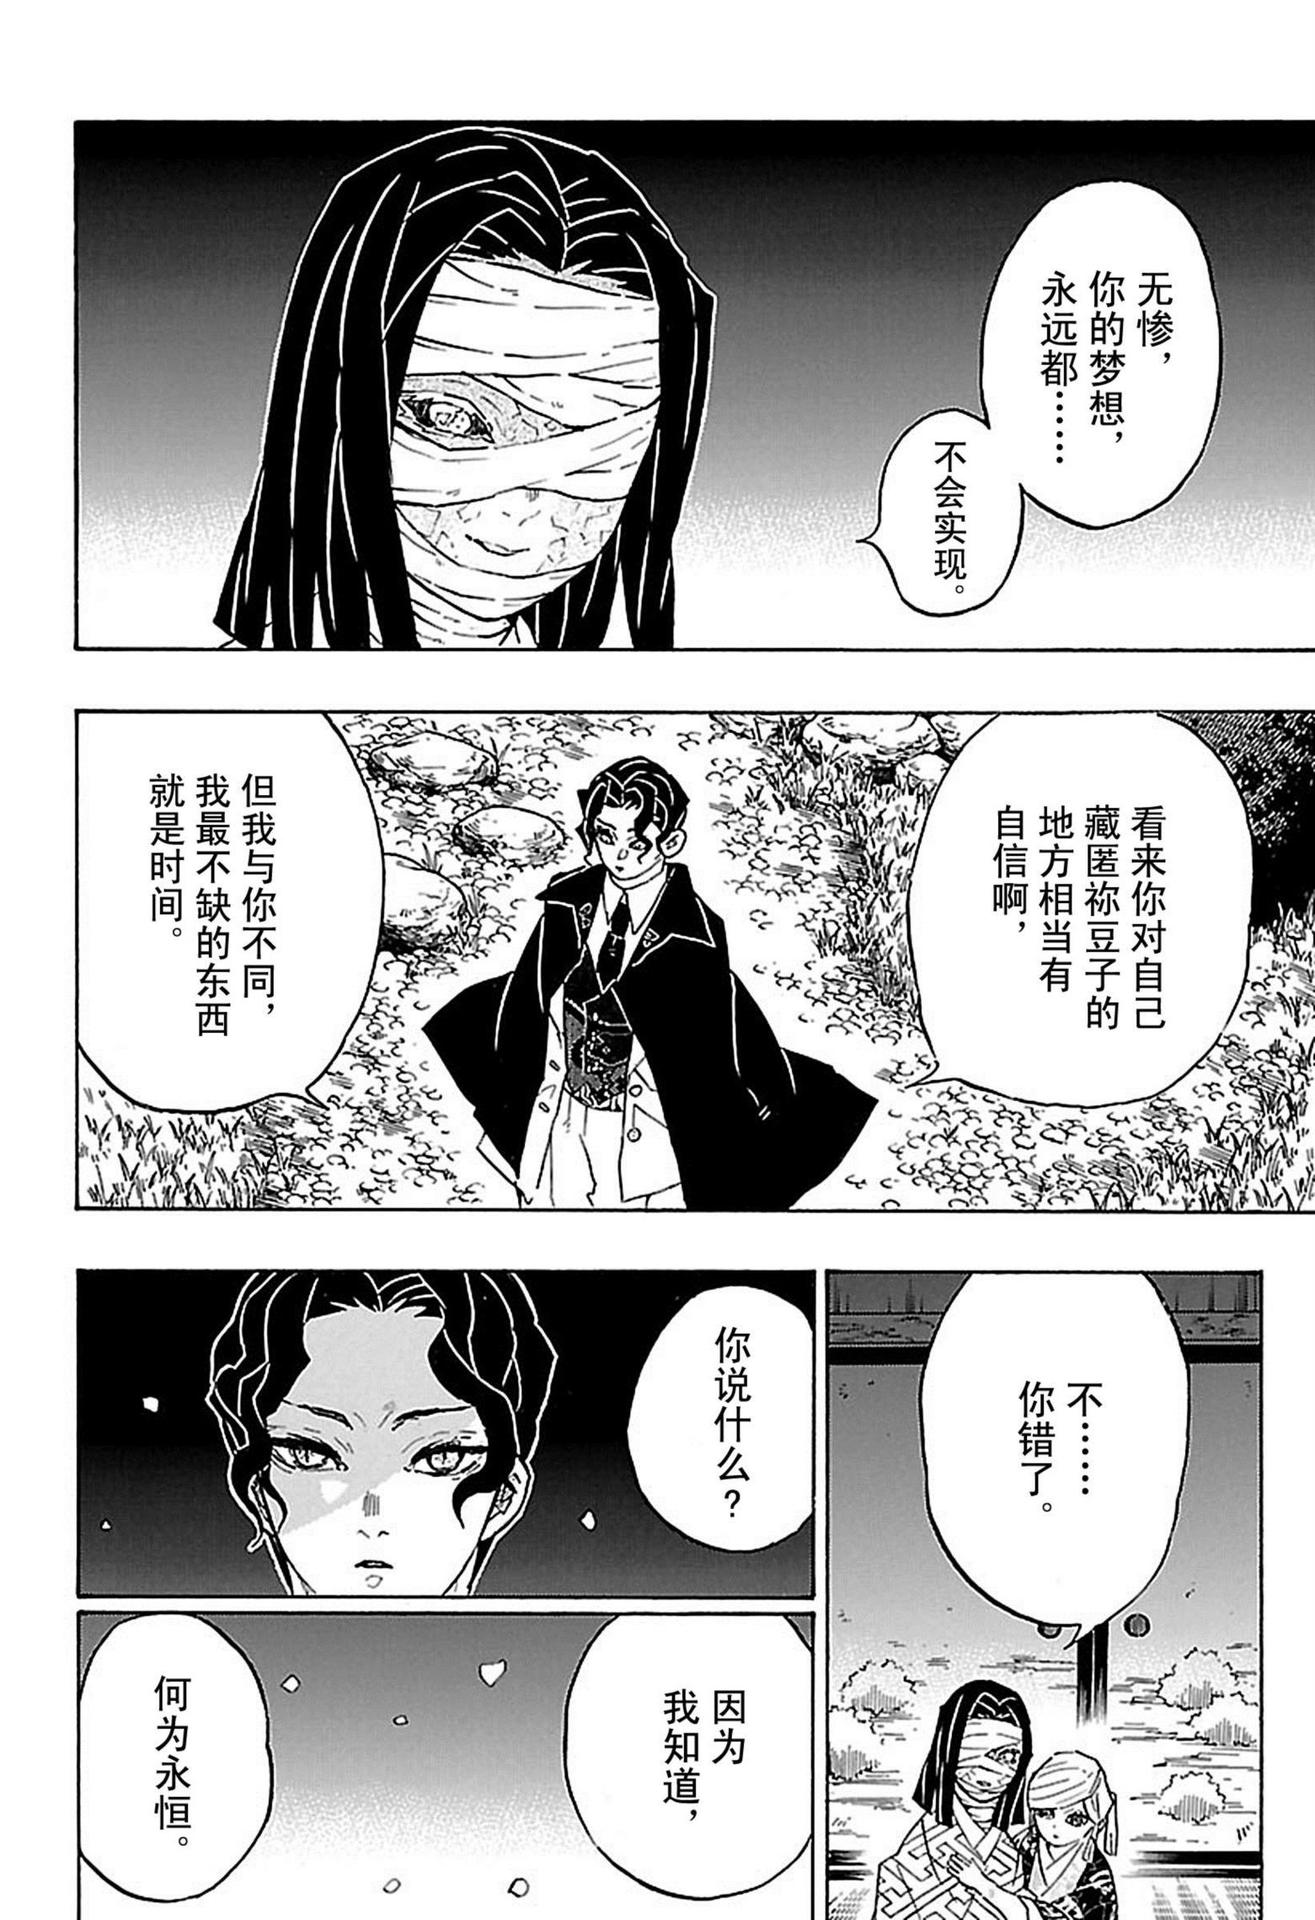 无惨，
你的梦想，
永远都……
不会实现。
看来你对自己
藏匿祢豆子的
地方相当有
自信啊，
但我与你不同，
我最不缺的东西
就是时间。
不……
你错了。
你说什么？
因为
我知道，
何为永恒。